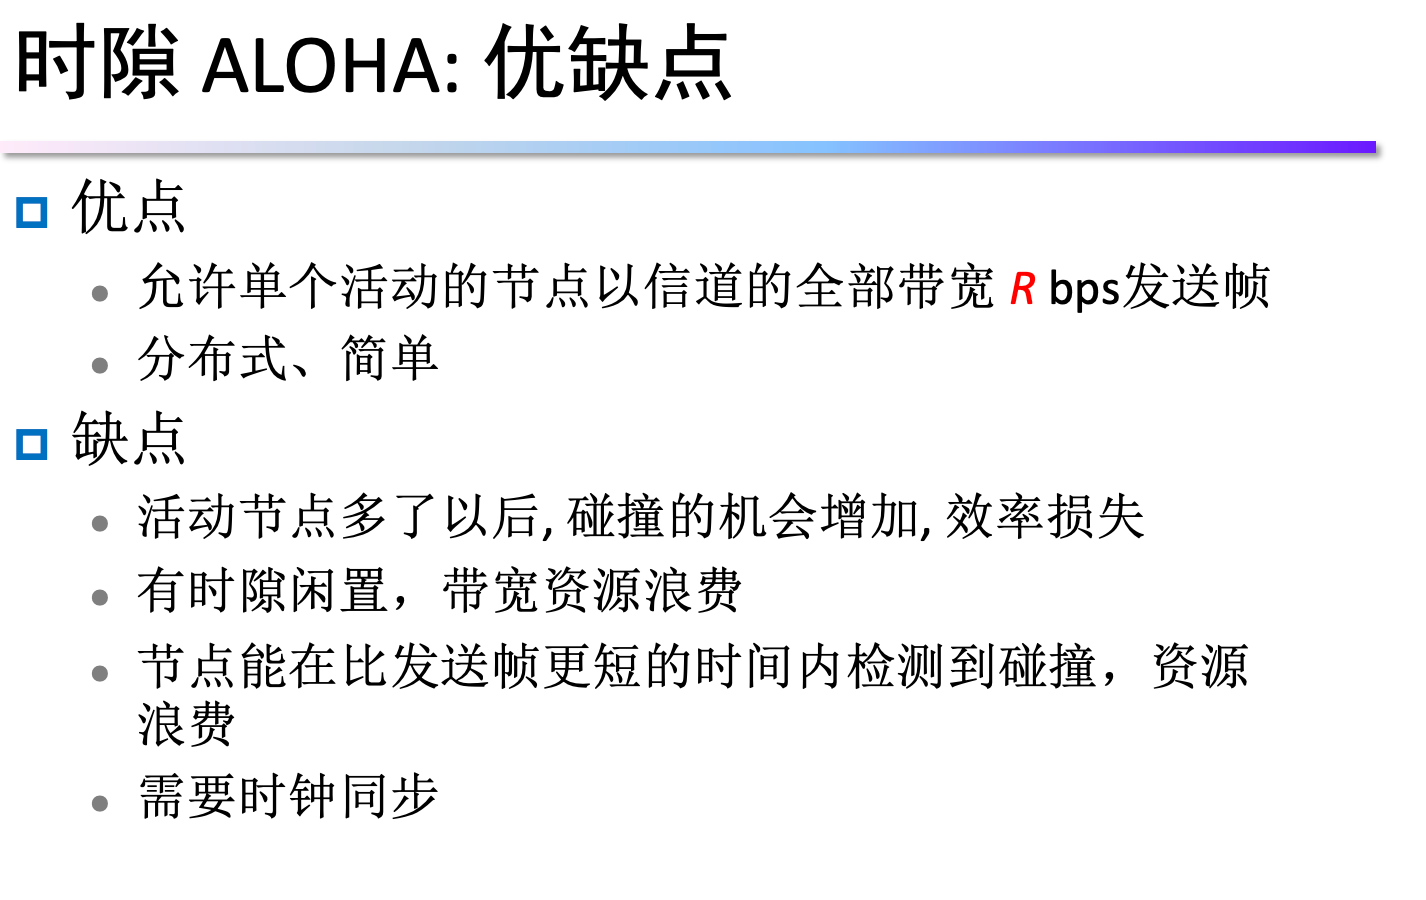 时隙 ALOHA: 优缺点
优点
允许单个活动的节点以信道的全部带宽 R bps发送帧
分布式、简单
缺点
活动节点多了以后, 碰撞的机会增加, 效率损失
有时隙闲置，带宽资源浪费
节点能在比发送帧更短的时间内检测到碰撞，资源
浪费
需要时钟同步